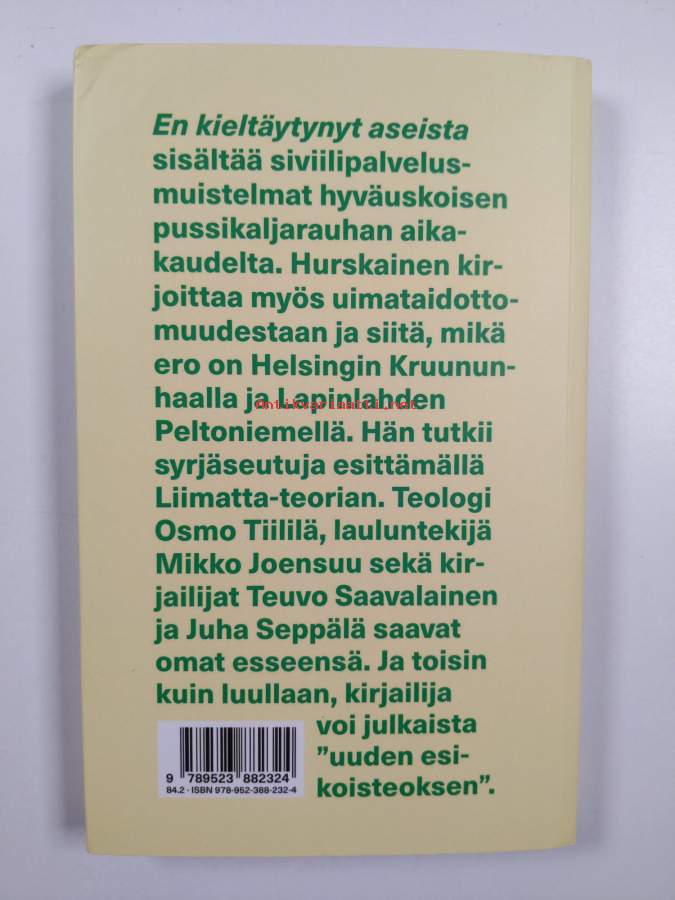 En kieltäytynyt aseista
sisältää siviilipalvelus-
muistelmat hyväuskoisen
pussikaljarauhan aika-
kaudelta. Hurskainen kir-
joittaa myös uimataidotto-
muudestaan ja siitä, mikä
ero on Helsingin Kruunun-
haalla ja Lapinlahden
Antikvariaatti.net
Peltoniemellä. Hän tutkii
syrjäseutuja esittämällä
Liimatta-teorian. Teologi
Osmo Tiililä, lauluntekijä
Mikko Joensuu sekä kir-
jailijat Teuvo Saavalainen
ja Juha Seppälä saavat
omat esseensä. Ja toisin
kuin luullaan, kirjailija
voi julkaista
"uuden esi-
koisteoksen".
9 789523 882324
84.2 · ISBN 978-952-388-232-4